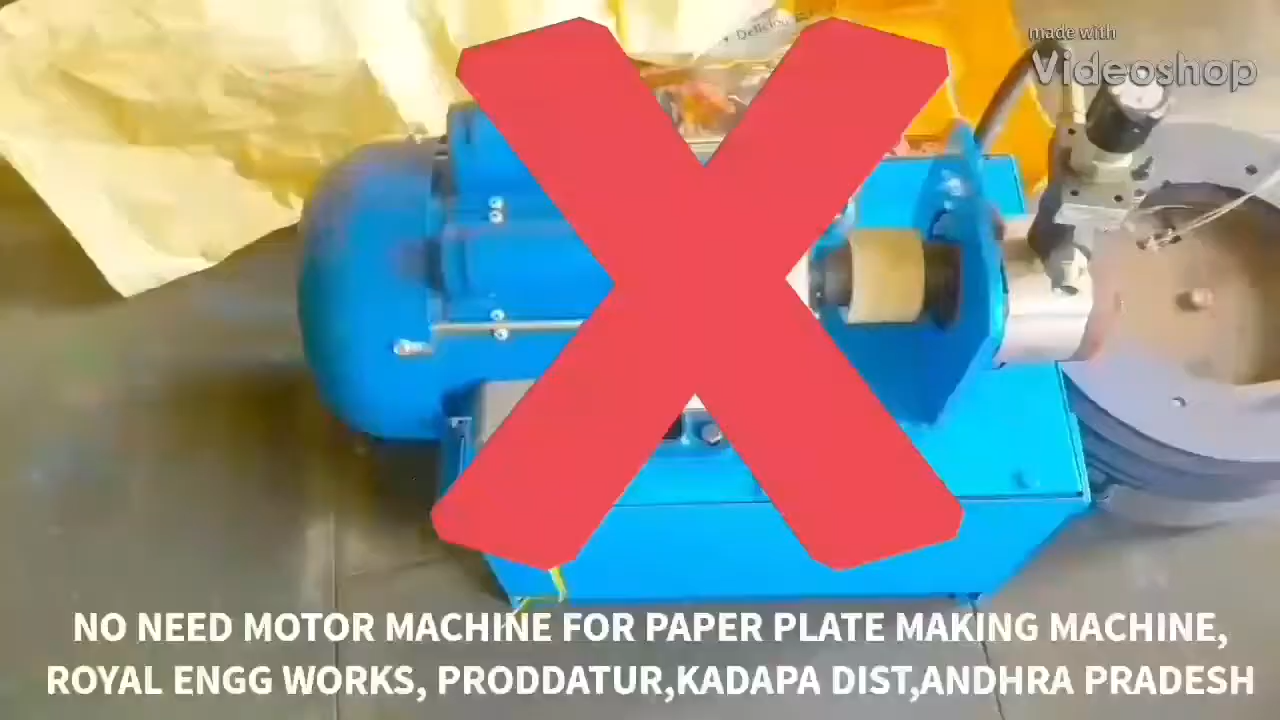 Delicious
made with
Videoshop
NO NEED MOTOR MACHINE FOR PAPER PLATE MAKING MACHINE,
ROYAL ENGG WORKS, PRODDATUR,KADAPA DIST,ANDHRA PRADESH